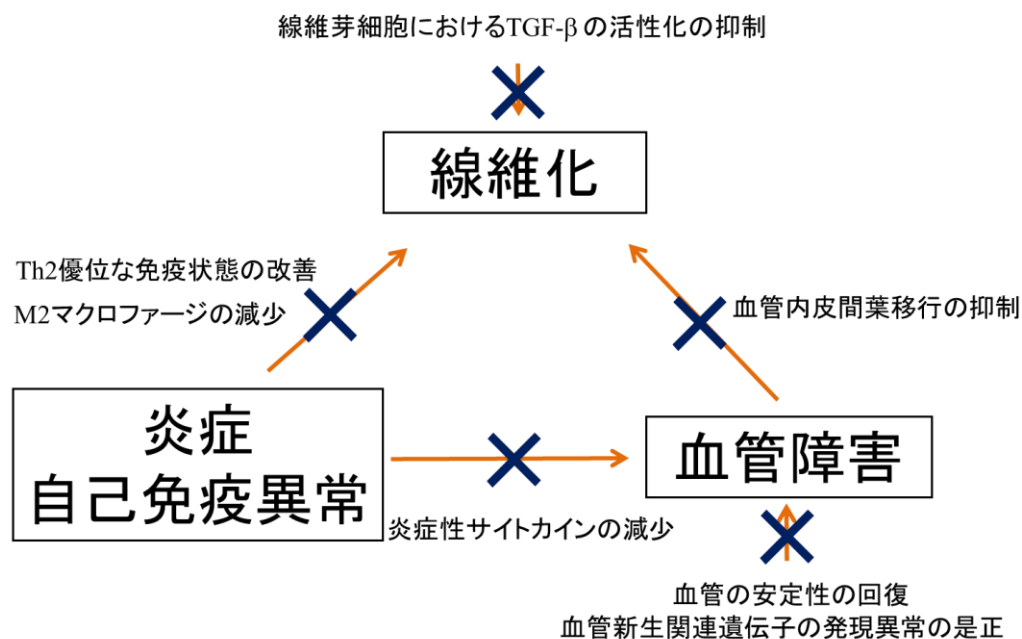 線維芽細胞におけるTGF-β の活性化の抑制
線維化
Th2優位な免疫状態の改善
M2マクロファージの減少
血管内皮間葉移行の抑制
炎症
自己免疫異常
血管障害
炎症性サイトカインの減少
血管の安定性の回復
血管新生関連遺伝子の発現異常の是正